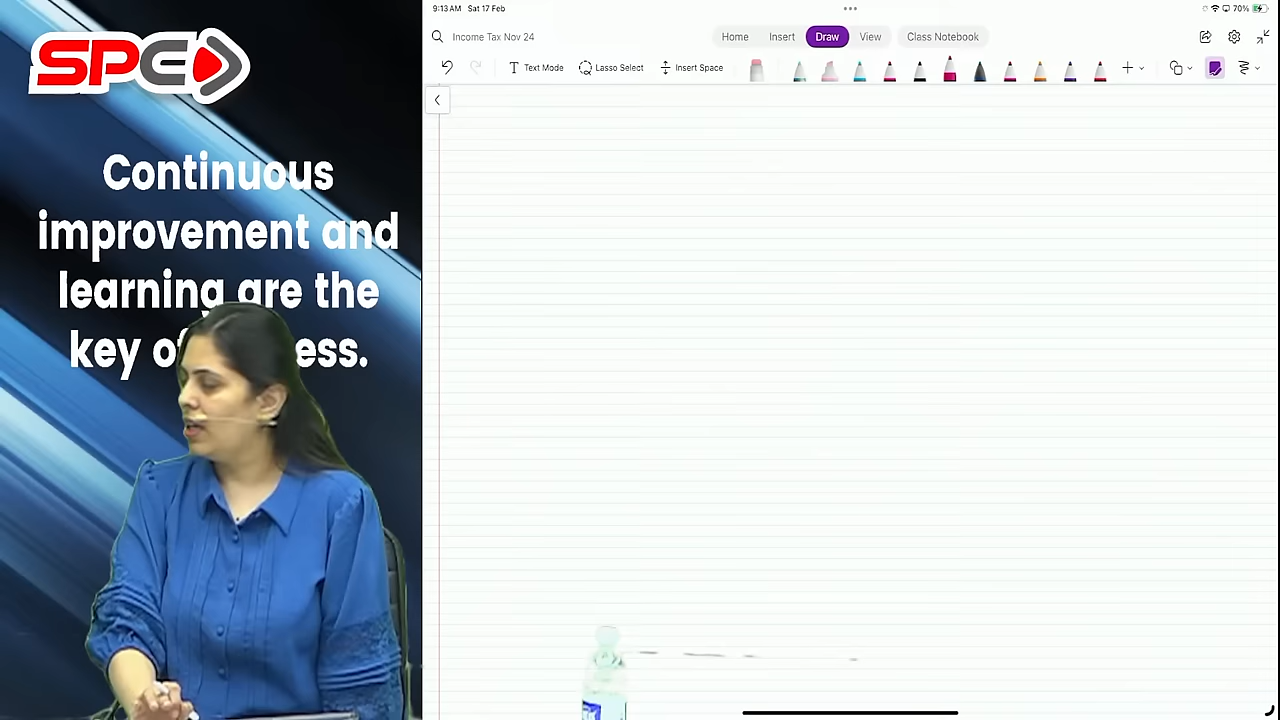 SPE
Continuous
improvement and
learning are the
key of ess.
9:13 AM Sat 17 Feb
70%
Income Tax Nov 24
Home Insert Draw View Class Notebook
Text Mode Lasso Select Insert Space